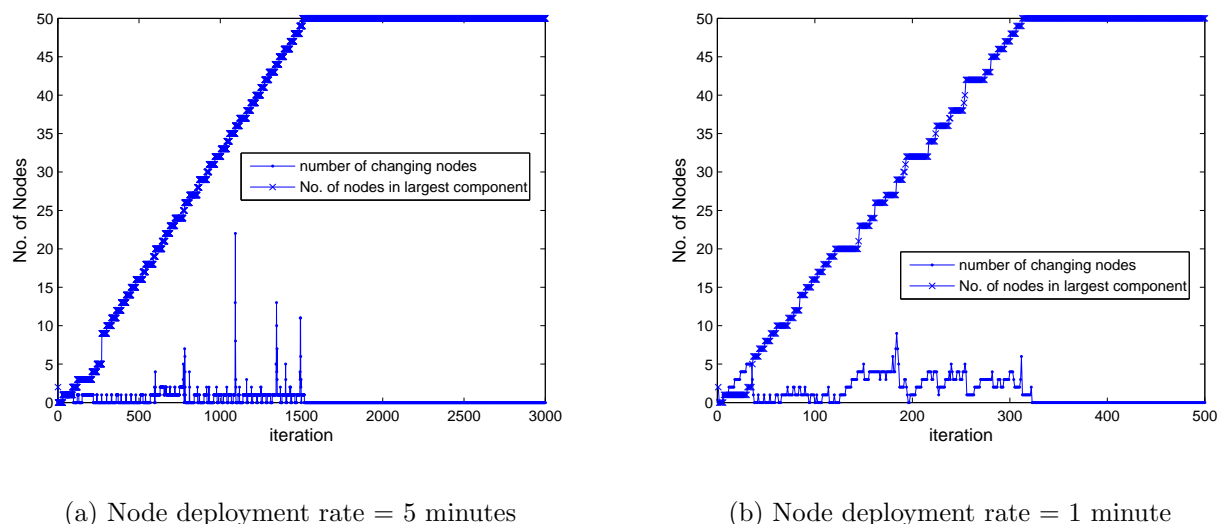 50
45
40
35
30
25
20
15
10
5
0
No. of Nodes
number of changing nodes
No. of nodes in largest component
0 500 1000 1500 2000 2500 3000
iteration
(a) Node deployment rate = 5 minutes
50
45
40
35
30
25
20
15
10
5
0
No. of Nodes
number of changing nodes
No. of nodes in largest component
0 100 200 300 400 500
iteration
(b) Node deployment rate = 1 minute